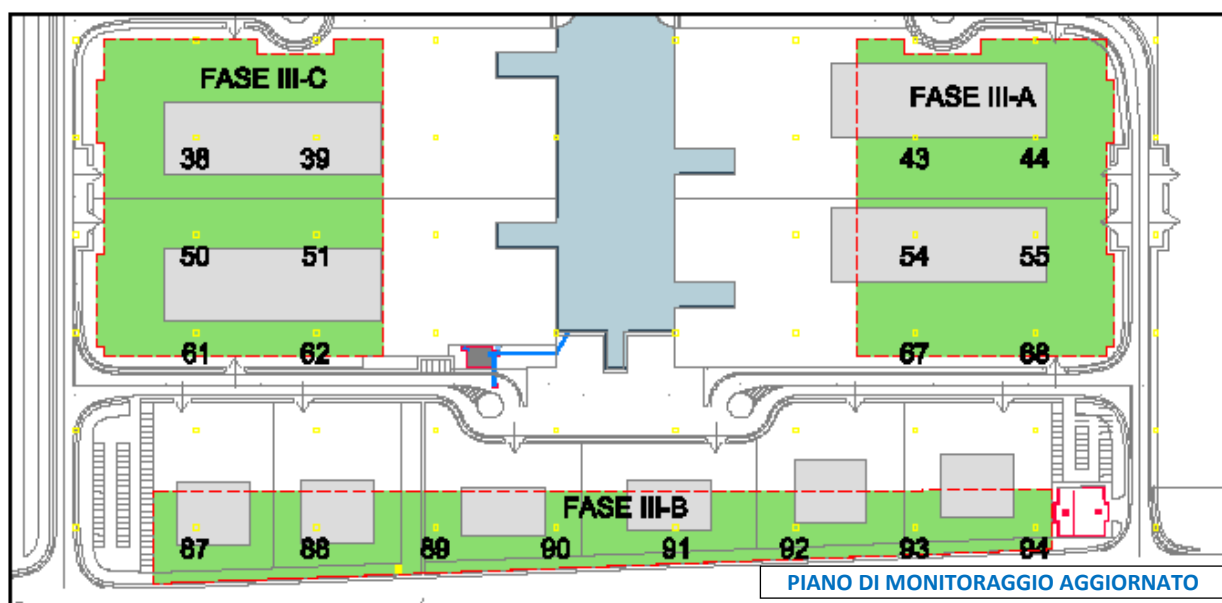 FASE III-C
FASE III-A
38 39
43 44
50 51
54 55
61 62
67 68
FASE III-B
87 88 89 90 91 92 93 94
PIANO DI MONITORAGGIO AGGIORNATO